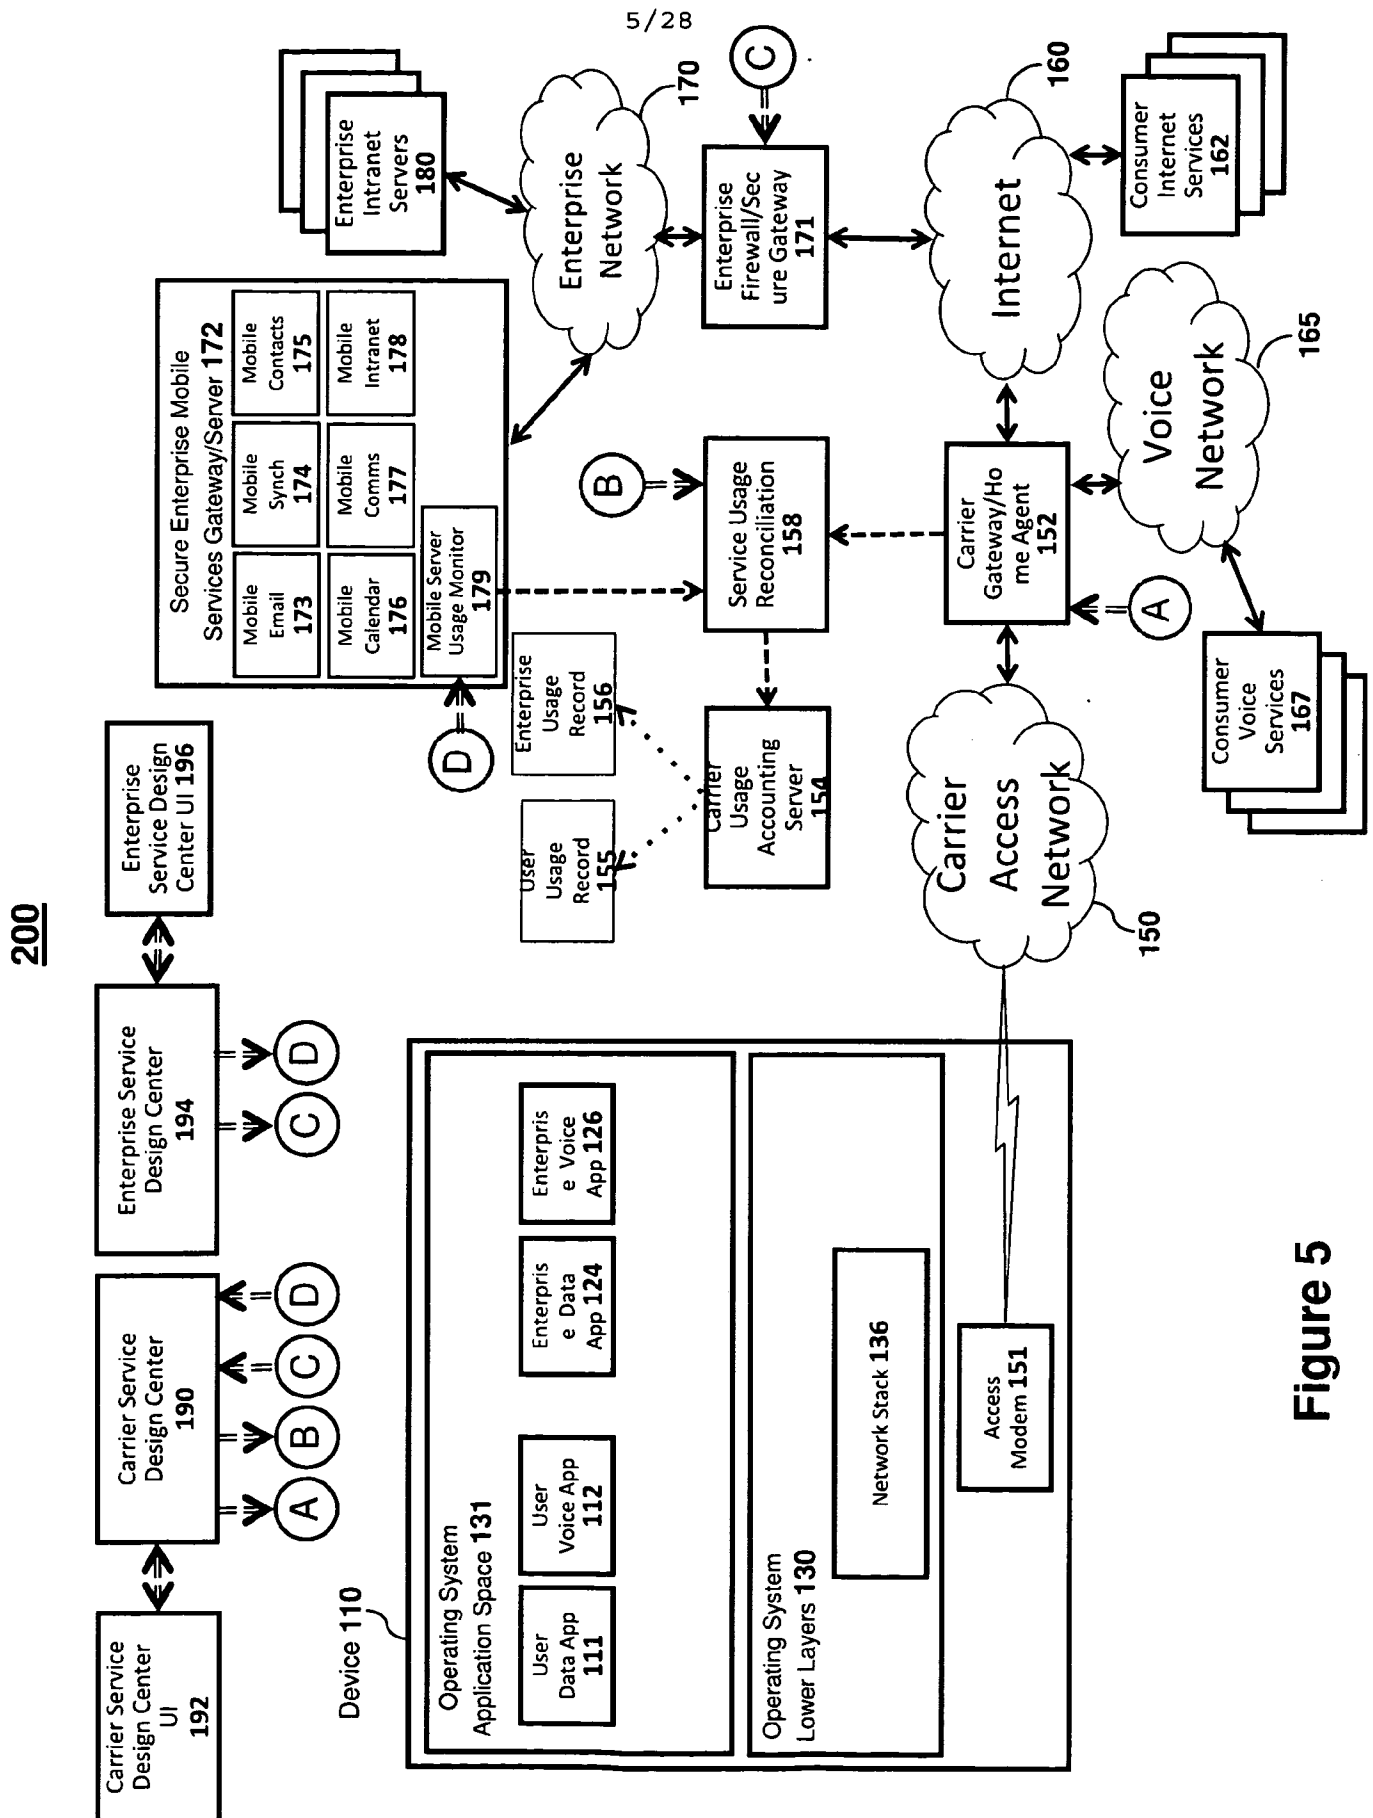 5/28
200
Carrier Service
Design Center
UI
192
Carrier Service
Design Center
190
A
B
C
D
Enterprise Service
Design Center
194
C
D
Enterprise
Service Design
Center UI 196
Secure Enterprise Mobile
Services Gateway/Server 172
Mobile
Email
173
Mobile
Synch
174
Mobile
Contacts
175
Mobile
Calendar
176
Mobile
Comms
177
Mobile
Intranet
178
Mobile Server
Usage Monitor
179
D
Enterprise
Intranet
Servers
180
Enterprise
Network
170
Enterprise
Firewall/Sec
ure Gateway
171
C
User
Usage
Record
155
Enterprise
Usage
Record
156
Carrier
Usage
Accounting
Server
154
Service Usage
Reconciliation
158
B
Device 110
Operating System
Application Space 131
User
Data App
111
User
Voice App
112
Enterpris
e Data
App 124
Enterpris
e Voice
App 126
Operating System
Lower Layers 130
Network Stack 136
Access
Modem 151
Carrier
Access
Network
150
Carrier
Gateway/Ho
me Agent
152
A
Internet
160
Consumer
Internet
Services
162
Voice
Network
165
Consumer
Voice
Services
167
Figure 5